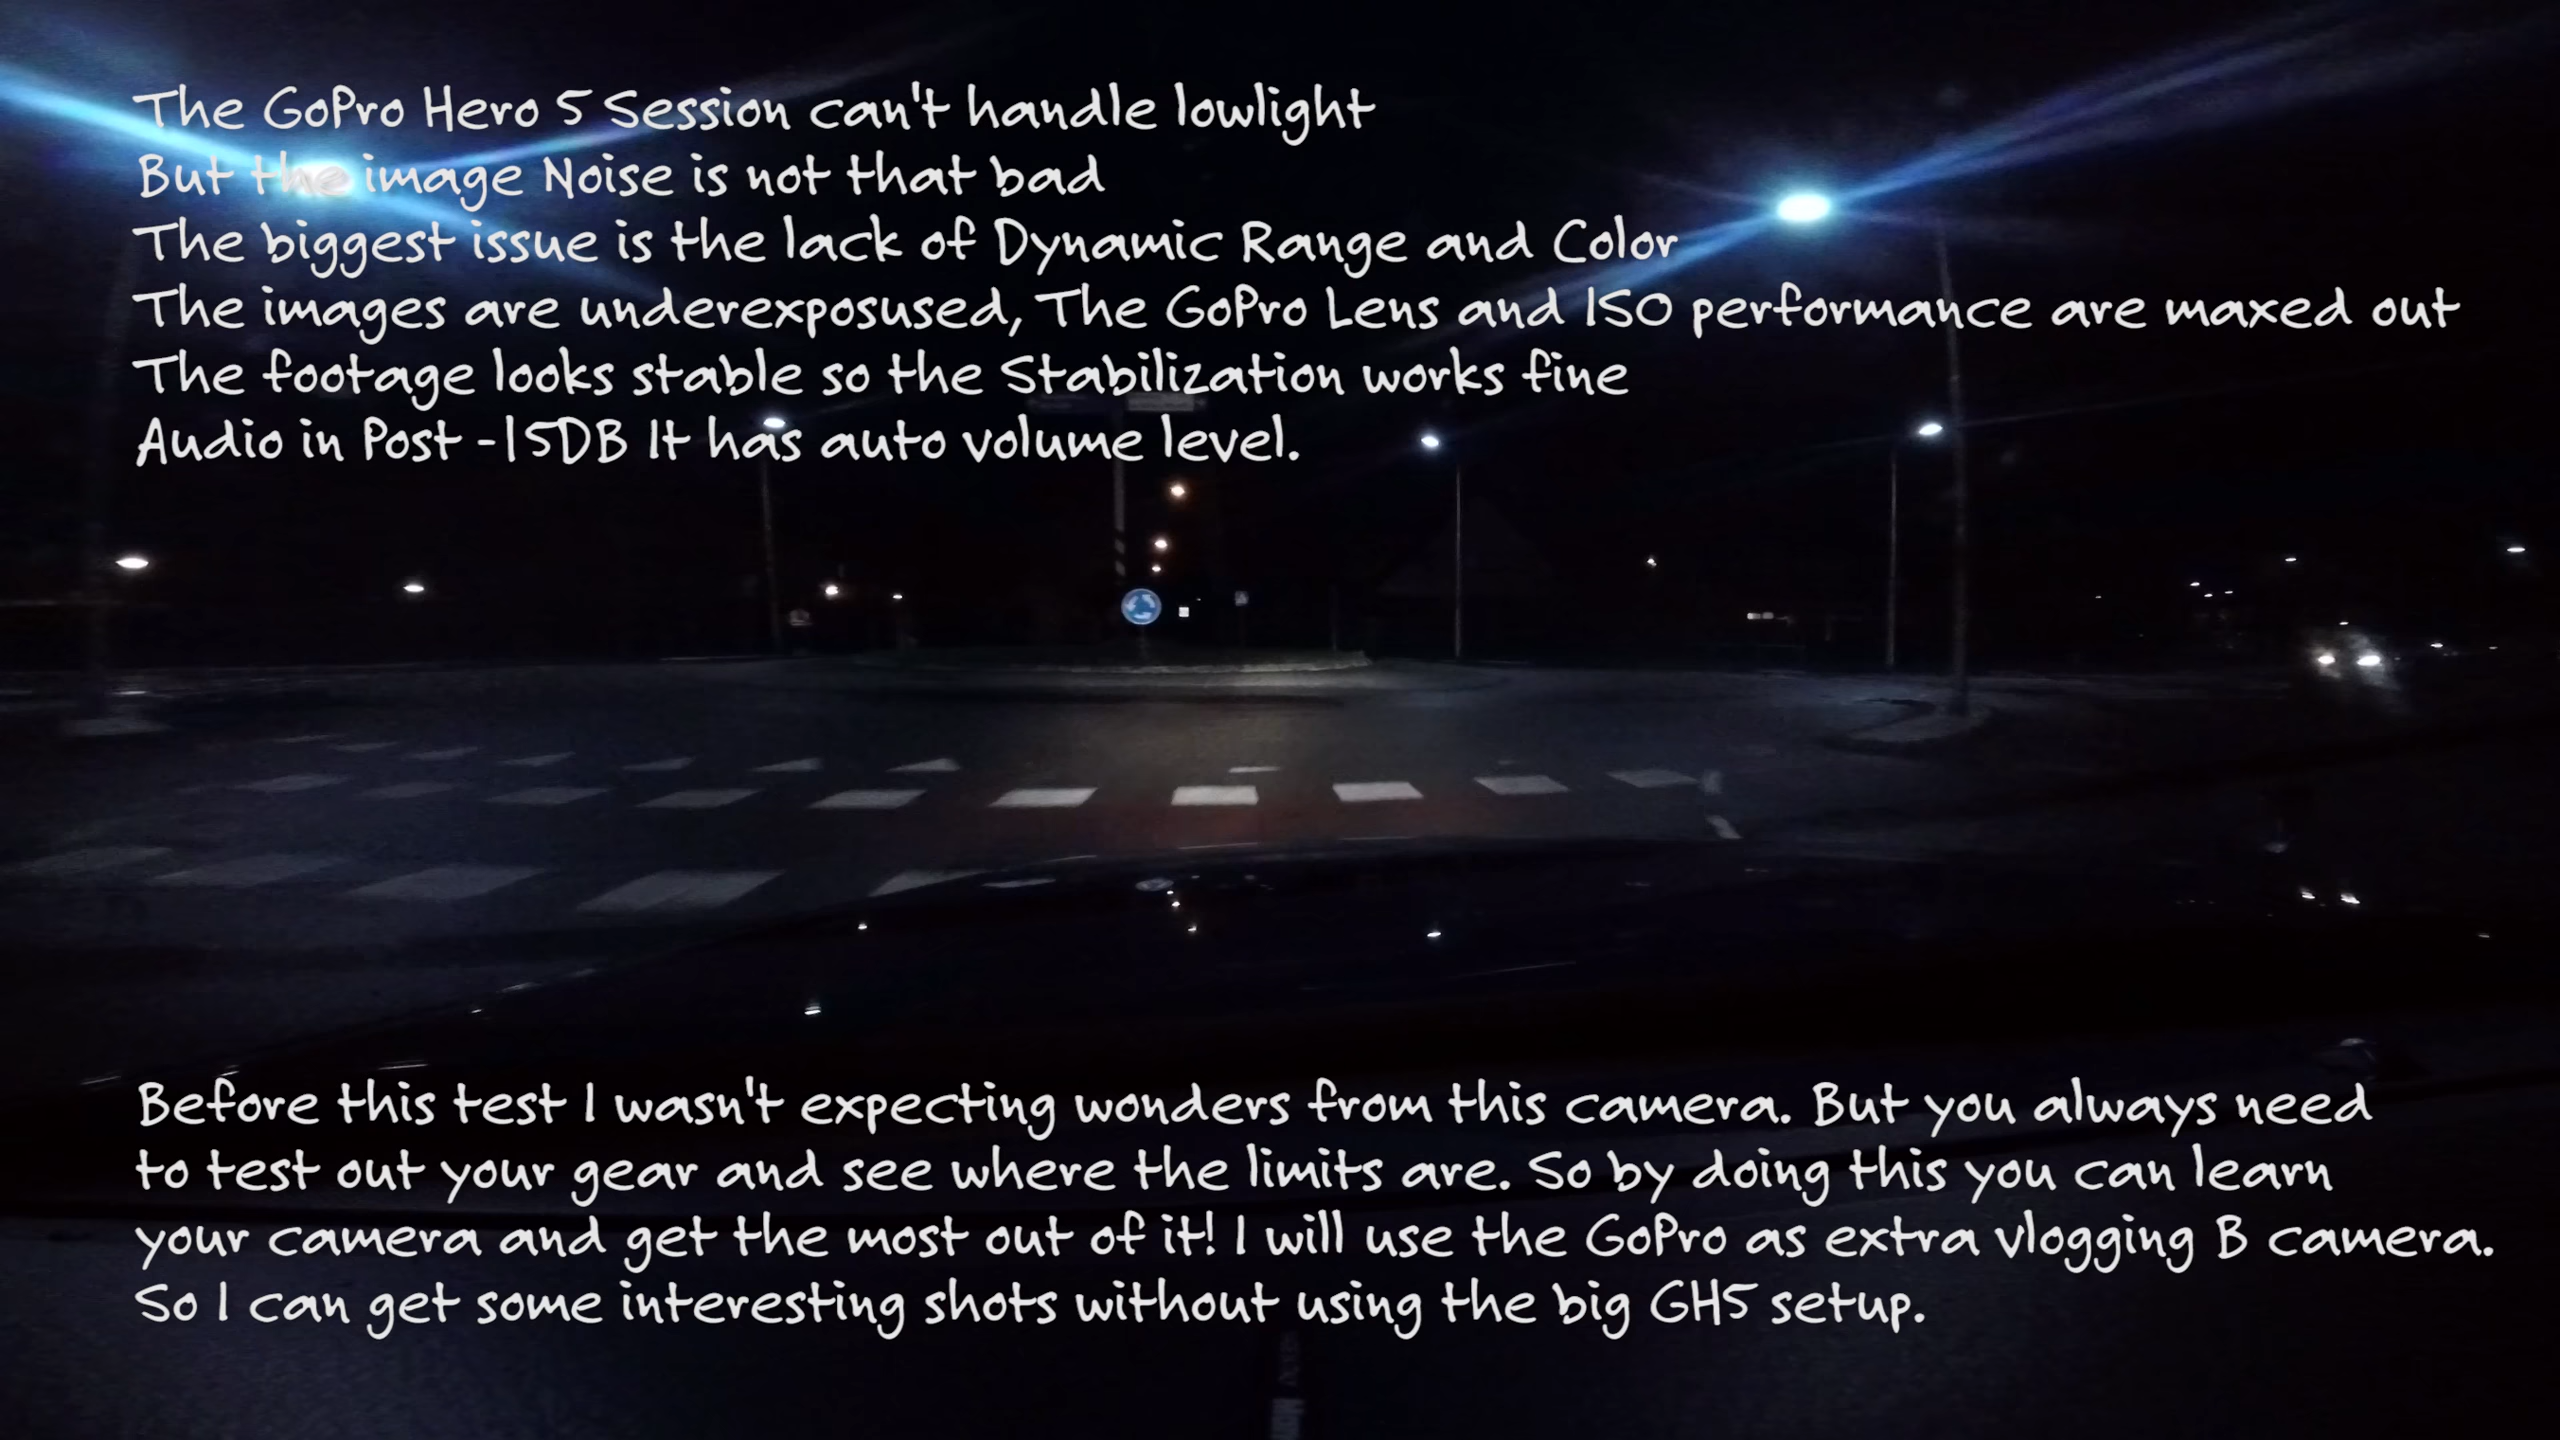 The GoPro Hero 5 Session can't handle lowlight
But the image Noise is not that bad
The biggest issue is the lack of Dynamic Range and Color
The images are underexposused, The GoPro Lens and ISO performance are maxed out
The footage looks stable so the Stabilization works fine
Audio in Post -15DB It has auto volume level.
Before this test I wasn't expecting wonders from this camera. But you always need
to test out your gear and see where the limits are. So by doing this you can learn
your camera and get the most out of it! I will use the GoPro as extra vlogging B camera.
So I can get some interesting shots without using the big GH5 setup.